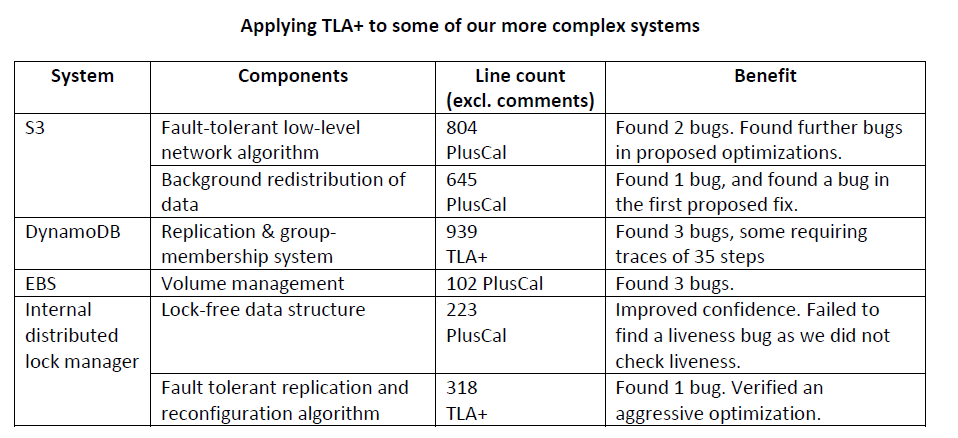 Applying TLA+ to some of our more complex systems
System Components Line count (excl. comments) Benefit
S3 Fault-tolerant low-level network algorithm 804 PlusCal Found 2 bugs. Found further bugs in proposed optimizations.
Background redistribution of data 645 PlusCal Found 1 bug, and found a bug in the first proposed fix.
DynamoDB Replication & group-membership system 939 TLA+ Found 3 bugs, some requiring traces of 35 steps
EBS Volume management 102 PlusCal Found 3 bugs.
Internal distributed lock manager Lock-free data structure 223 PlusCal Improved confidence. Failed to find a liveness bug as we did not check liveness.
Fault tolerant replication and reconfiguration algorithm 318 TLA+ Found 1 bug. Verified an aggressive optimization.